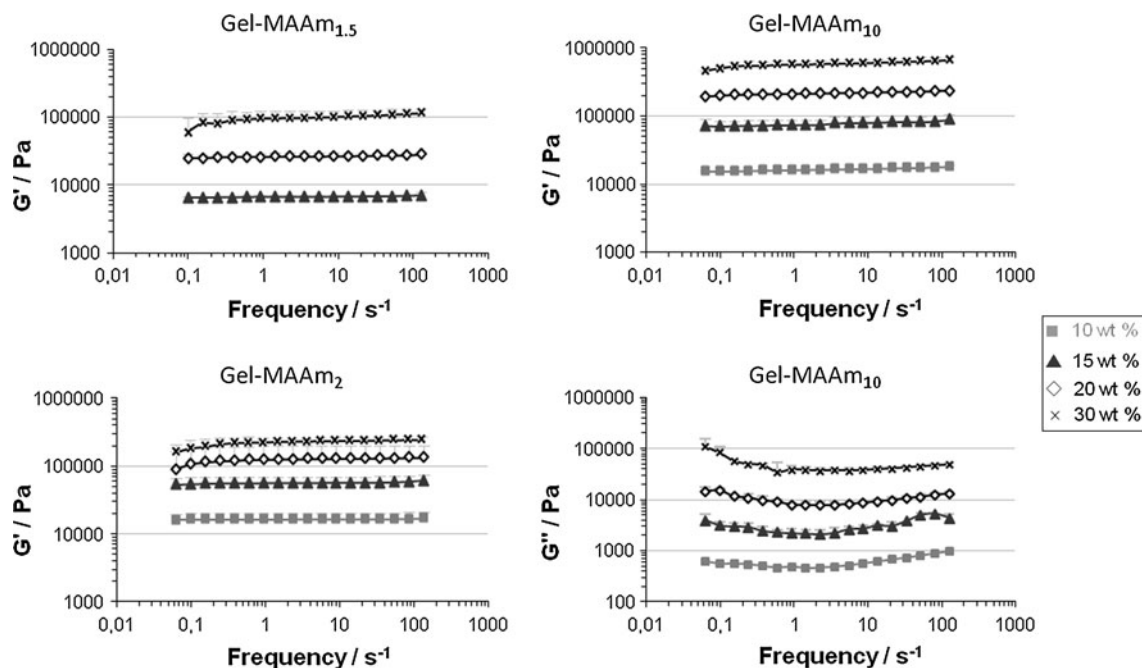 Gel-MAAm1.5
1000000
100000
10000
1000
G' / Pa
0,01 0,1 1 10 100 1000
Frequency / s-1
Gel-MAAm10
1000000
100000
10000
1000
G' / Pa
0,01 0,1 1 10 100 1000
Frequency / s-1
10 wt %
15 wt %
20 wt %
30 wt %
Gel-MAAm2
1000000
100000
10000
1000
G' / Pa
0,01 0,1 1 10 100 1000
Frequency / s-1
Gel-MAAm10
1000000
100000
10000
1000
100
G'' / Pa
0,01 0,1 1 10 100 1000
Frequency / s-1